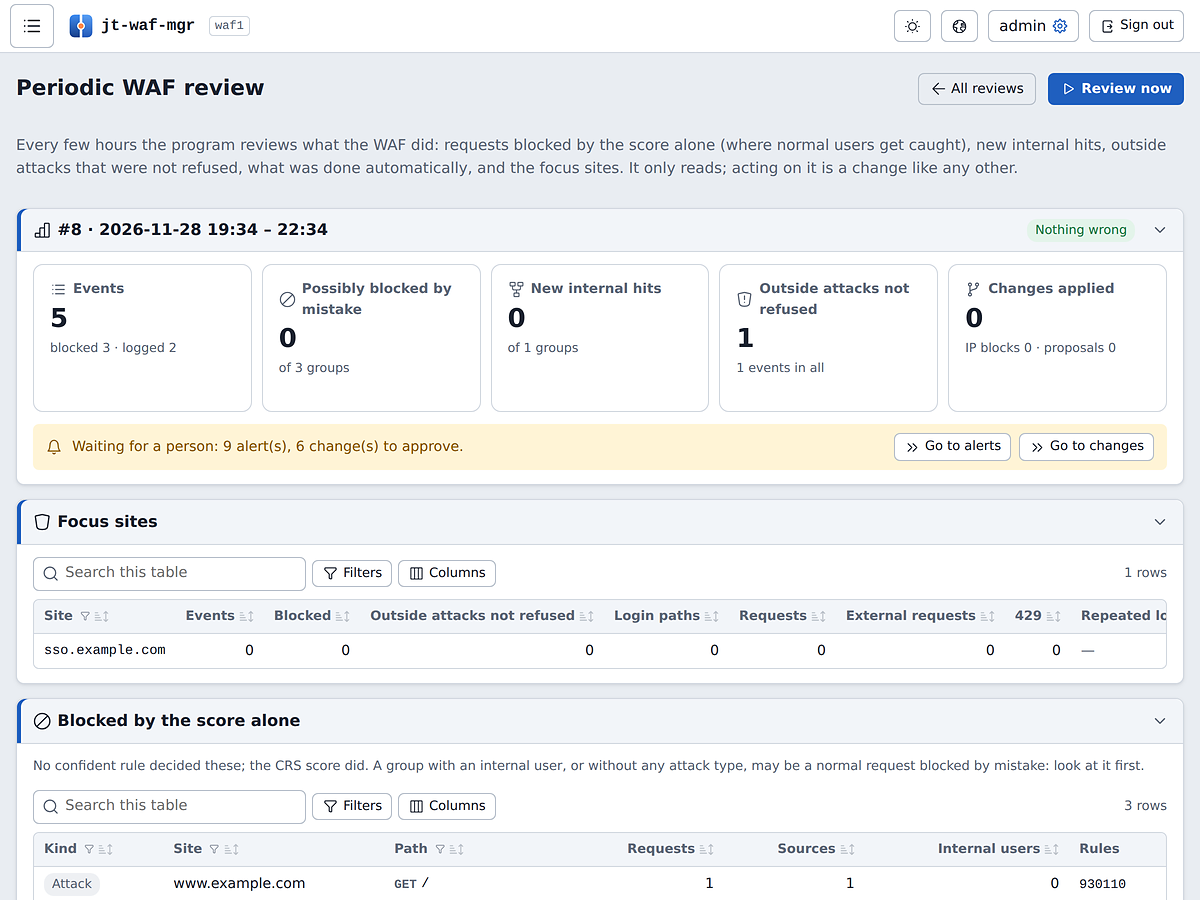 jt-waf-mgr waf1 admin Sign out
Periodic WAF review All reviews Review now
Every few hours the program reviews what the WAF did: requests blocked by the score alone (where normal users get caught), new internal hits, outside
attacks that were not refused, what was done automatically, and the focus sites. It only reads; acting on it is a change like any other.
#8 · 2026-11-28 19:34 – 22:34 Nothing wrong
Events
5
blocked 3 · logged 2
Possibly blocked by
mistake
0
of 3 groups
New internal hits
0
of 1 groups
Outside attacks not
refused
1
1 events in all
Changes applied
0
IP blocks 0 · proposals 0
Waiting for a person: 9 alert(s), 6 change(s) to approve. Go to alerts Go to changes
Focus sites
Search this table Filters Columns 1 rows
Site Events Blocked Outside attacks not refused Login paths Requests External requests 429 Repeated
sso.example.com 0 0 0 0 0 0 0 —
Blocked by the score alone
No confident rule decided these; the CRS score did. A group with an internal user, or without any attack type, may be a normal request blocked by mistake: look at it first.
Search this table Filters Columns 3 rows
Kind Site Path Requests Sources Internal users Rules
Attack www.example.com GET / 1 1 0 930110